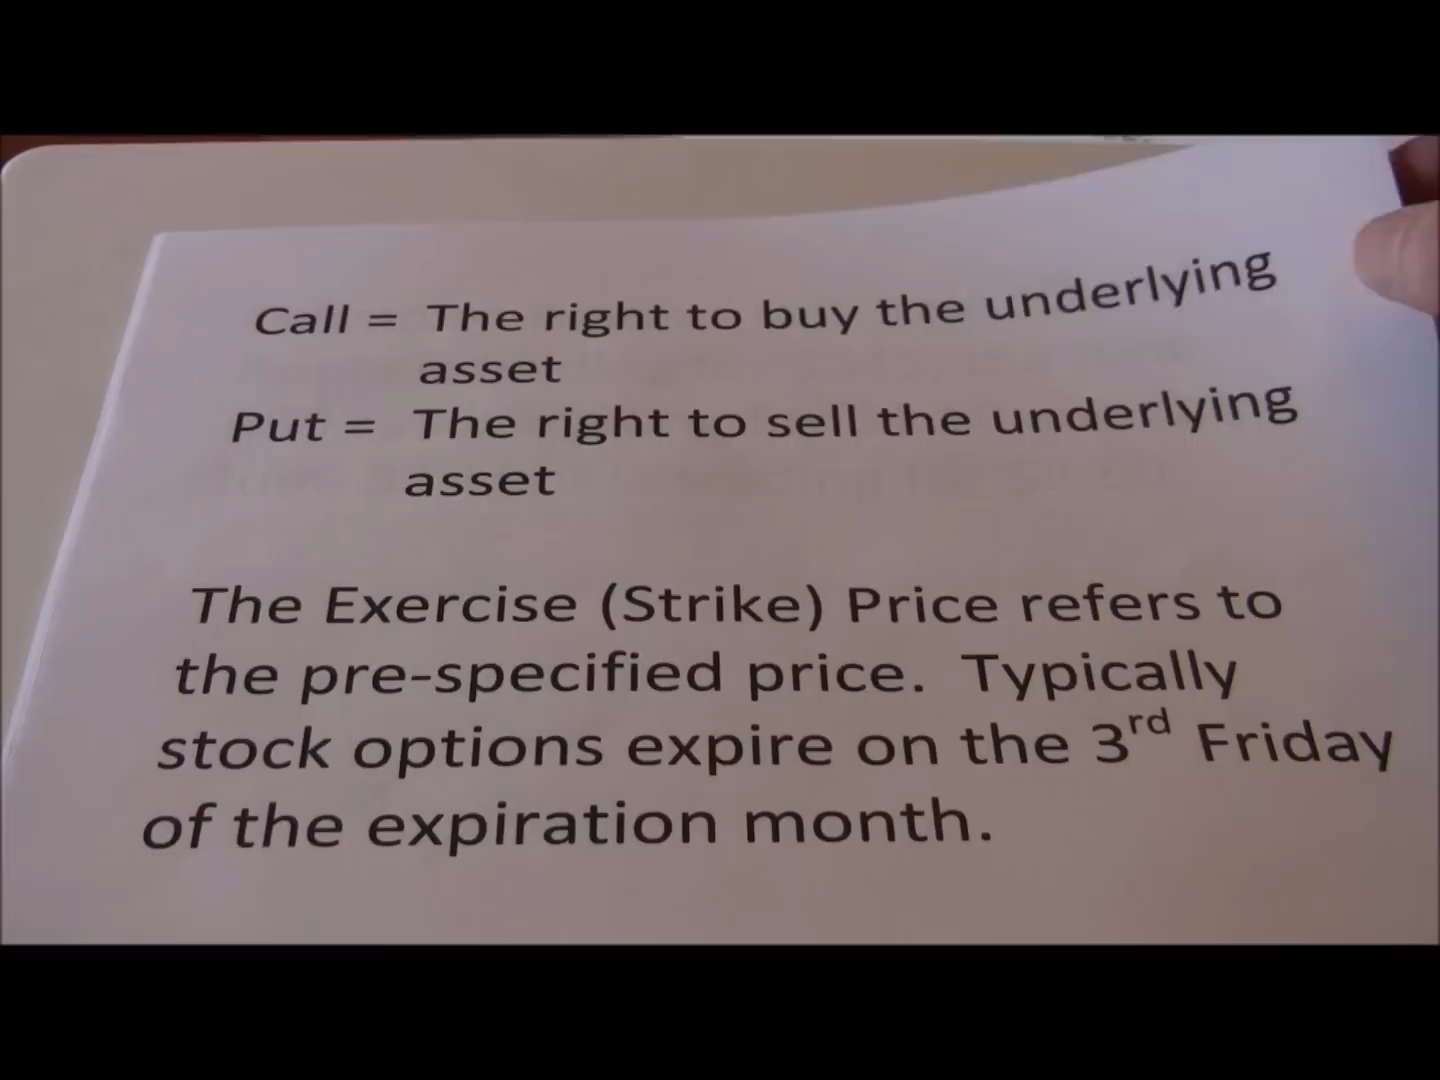 Call = The right to buy the underlying
asset
Put = The right to sell the underlying
asset
The Exercise (Strike) Price refers to
the pre-specified price. Typically
stock options expire on the 3rd Friday
of the expiration month.